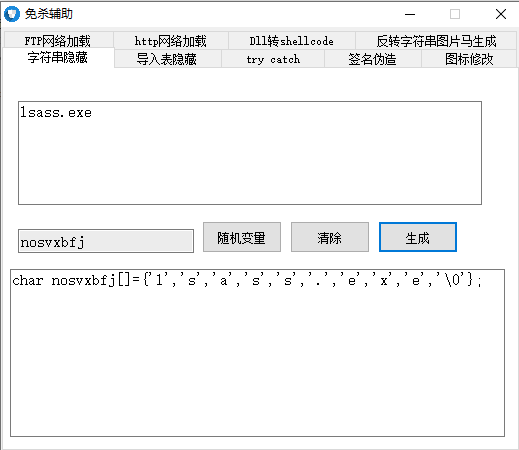 免杀辅助
FTP网络加载 http网络加载 Dll转shellcode 反转字符串图片马生成
字符串隐藏 导入表隐藏 try catch 签名伪造 图标修改
lsass.exe
nosvxbfj 随机变量 清除 生成
char nosvxbfj[]={'l','s','a','s','s','.','e','x','e','\0'};